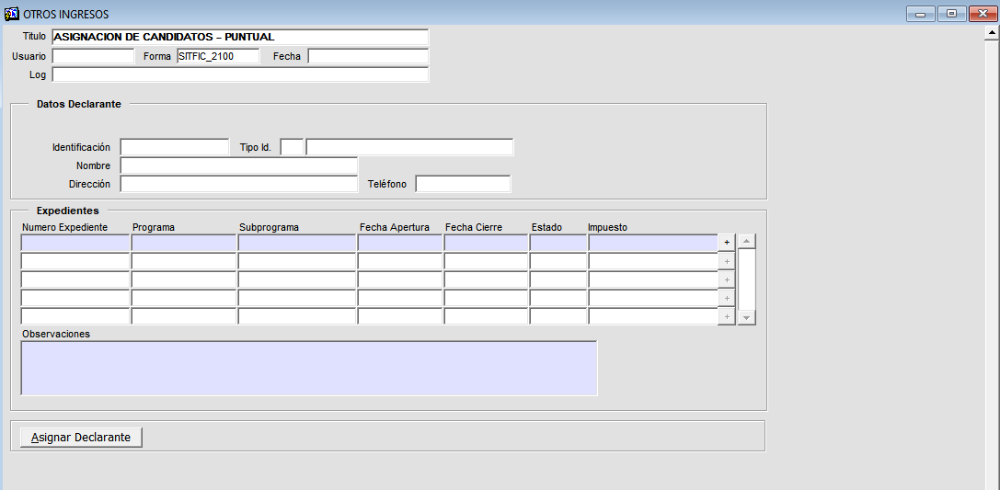 OTROS INGRESOS
Titulo ASIGNACION DE CANDIDATOS – PUNTUAL
Usuario Forma SITFIC_2100 Fecha
Log
Datos Declarante
Identificación Tipo Id.
Nombre
Dirección Teléfono
Expedientes
Numero Expediente Programa Subprograma Fecha Apertura Fecha Cierre Estado Impuesto
+
+
+
+
+
Observaciones
Asignar Declarante